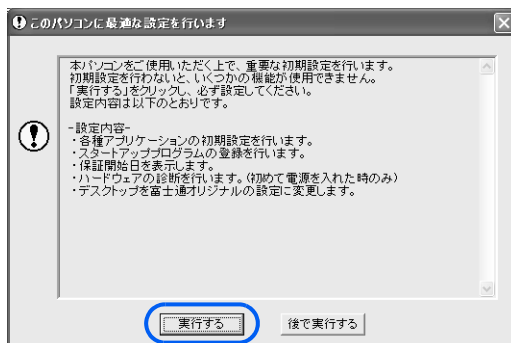 このパソコンに最適な設定を行います
本パソコンをご使用いただく上で、重要な初期設定を行います。
初期設定を行わないと、いくつかの機能が使用できません。
「実行する」をクリックし、必ず設定してください。
設定内容は以下のとおりです。
-設定内容-
・各種アプリケーションの初期設定を行います。
・スタートアッププログラムの登録を行います。
・保証開始日を表示します。
・ハードウェアの診断を行います。(初めて電源を入れた時のみ)
・デスクトップを富士通オリジナルの設定に変更します。
実行する 後で実行する